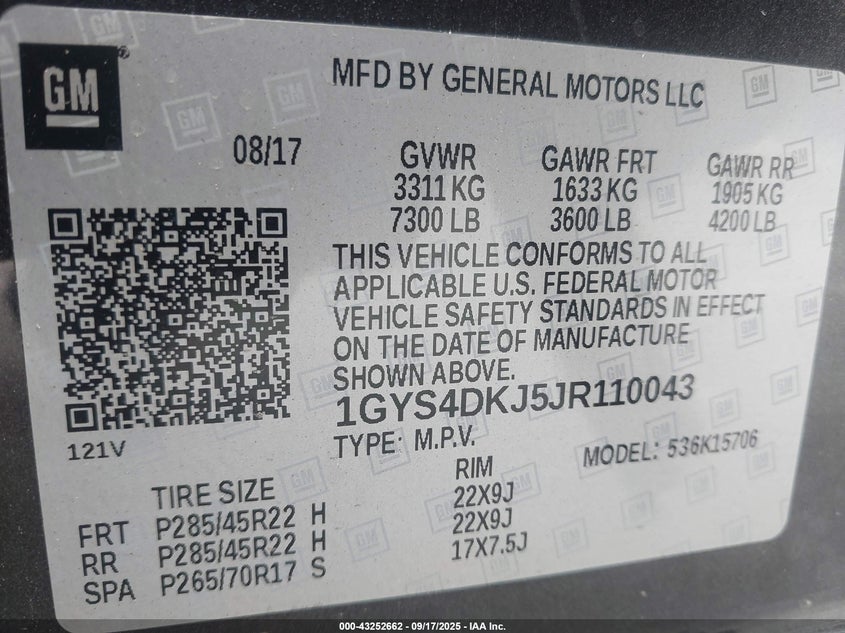 GM
MFD BY GENERAL MOTORS LLC
08/17
GVWR GAWR FRT GAWR RR
3311 KG 1633 KG 1905 KG
7300 LB 3600 LB 4200 LB
THIS VEHICLE CONFORMS TO ALL
APPLICABLE U.S. FEDERAL MOTOR
VEHICLE SAFETY STANDARDS IN EFFECT
ON THE DATE OF MANUFACTURE
SHOWN ABOVE.
1GYS4DKJ5JR110043
121V
TYPE: M.P.V. MODEL: 536K15706
TIRE SIZE RIM
FRT P285/45R22 H 22X9J
RR P285/45R22 H 22X9J
SPA P265/70R17 S 17X7.5J
000-43252662 - 09/17/2025 - IAA Inc.